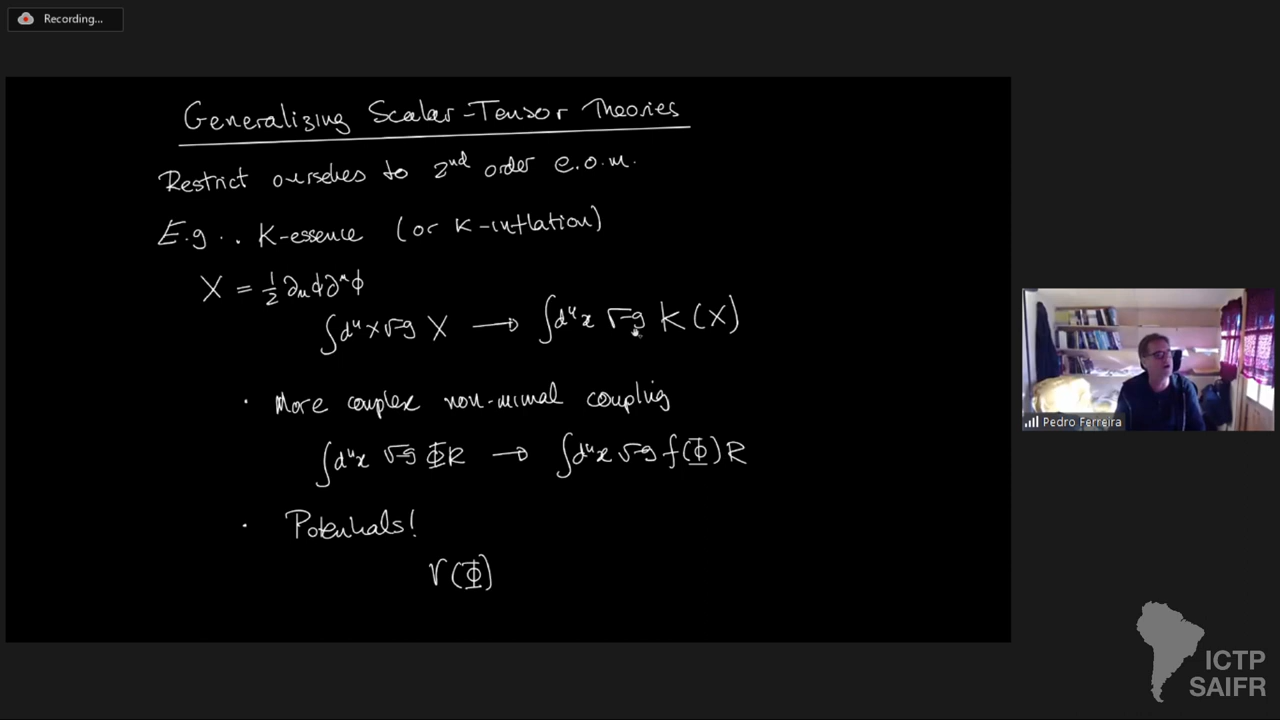 Recording...
Generalizing Scalar-Tensor Theories
Restrict ourselves to 2nd order e.o.m.
E.g... K-essence (or K-inflation)
X = ½ ∂μφ∂^μφ
∫d⁴x √-g X → ∫d⁴x √-g K(X)
· More complex non-mimal coupling
∫d⁴x √-g ΦR → ∫d⁴x √-g f(Φ)R
· Potentials!
V(Φ)
Pedro Ferreira
ICTP
SAIFR